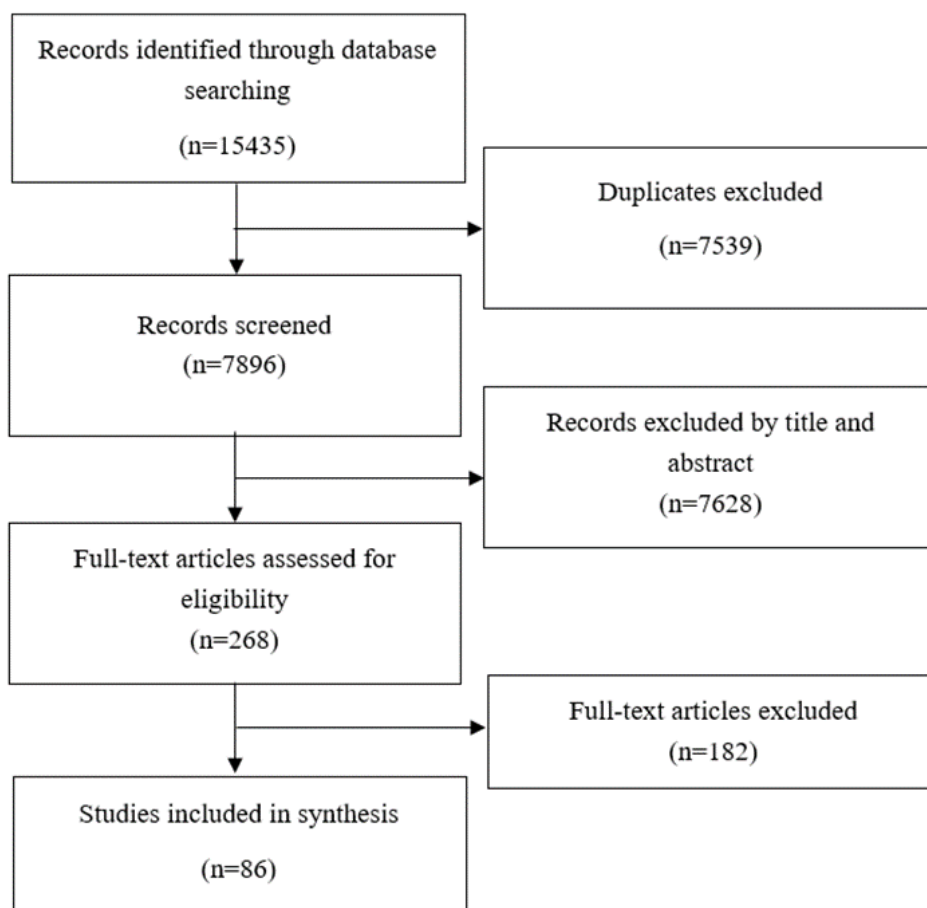 Records identified through database
searching
(n=15435)
Duplicates excluded
(n=7539)
Records screened
(n=7896)
Records excluded by title and
abstract
(n=7628)
Full-text articles assessed for
eligibility
(n=268)
Full-text articles excluded
(n=182)
Studies included in synthesis
(n=86)